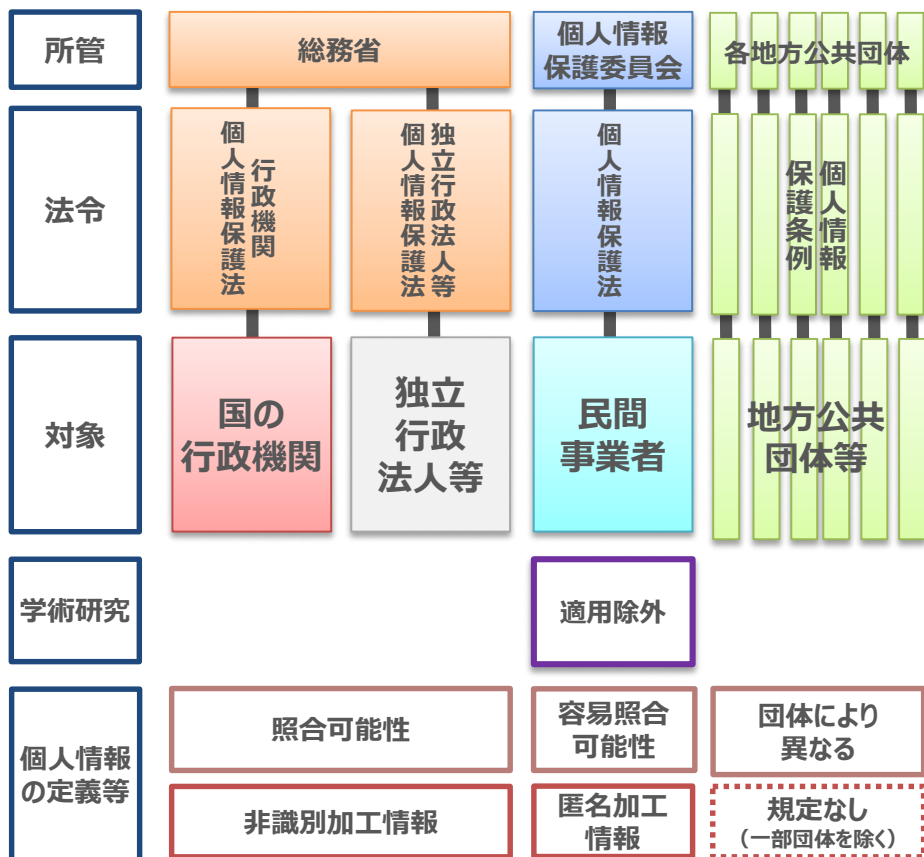 所管
総務省
個人情報
保護委員会
各地方公共団体
法令
行政機関
個人情報保護法
独立行政法人等
個人情報保護法
個人情報保護法
個人情報
保護条例
対象
国の
行政機関
独立
行政
法人等
民間
事業者
地方公共
団体等
学術研究
適用除外
個人情報
の定義等
照合可能性
容易照合
可能性
団体により
異なる
非識別加工情報
匿名加工
情報
規定なし
（一部団体を除く）